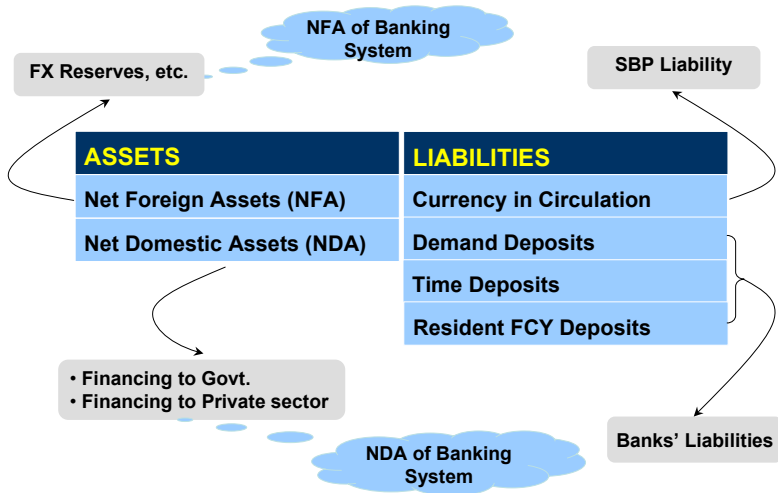 NFA of Banking
System
FX Reserves, etc.
SBP Liability
ASSETS
LIABILITIES
Net Foreign Assets (NFA)
Currency in Circulation
Net Domestic Assets (NDA)
Demand Deposits
Time Deposits
Resident FCY Deposits
• Financing to Govt.
• Financing to Private sector
Banks’ Liabilities
NDA of Banking
System